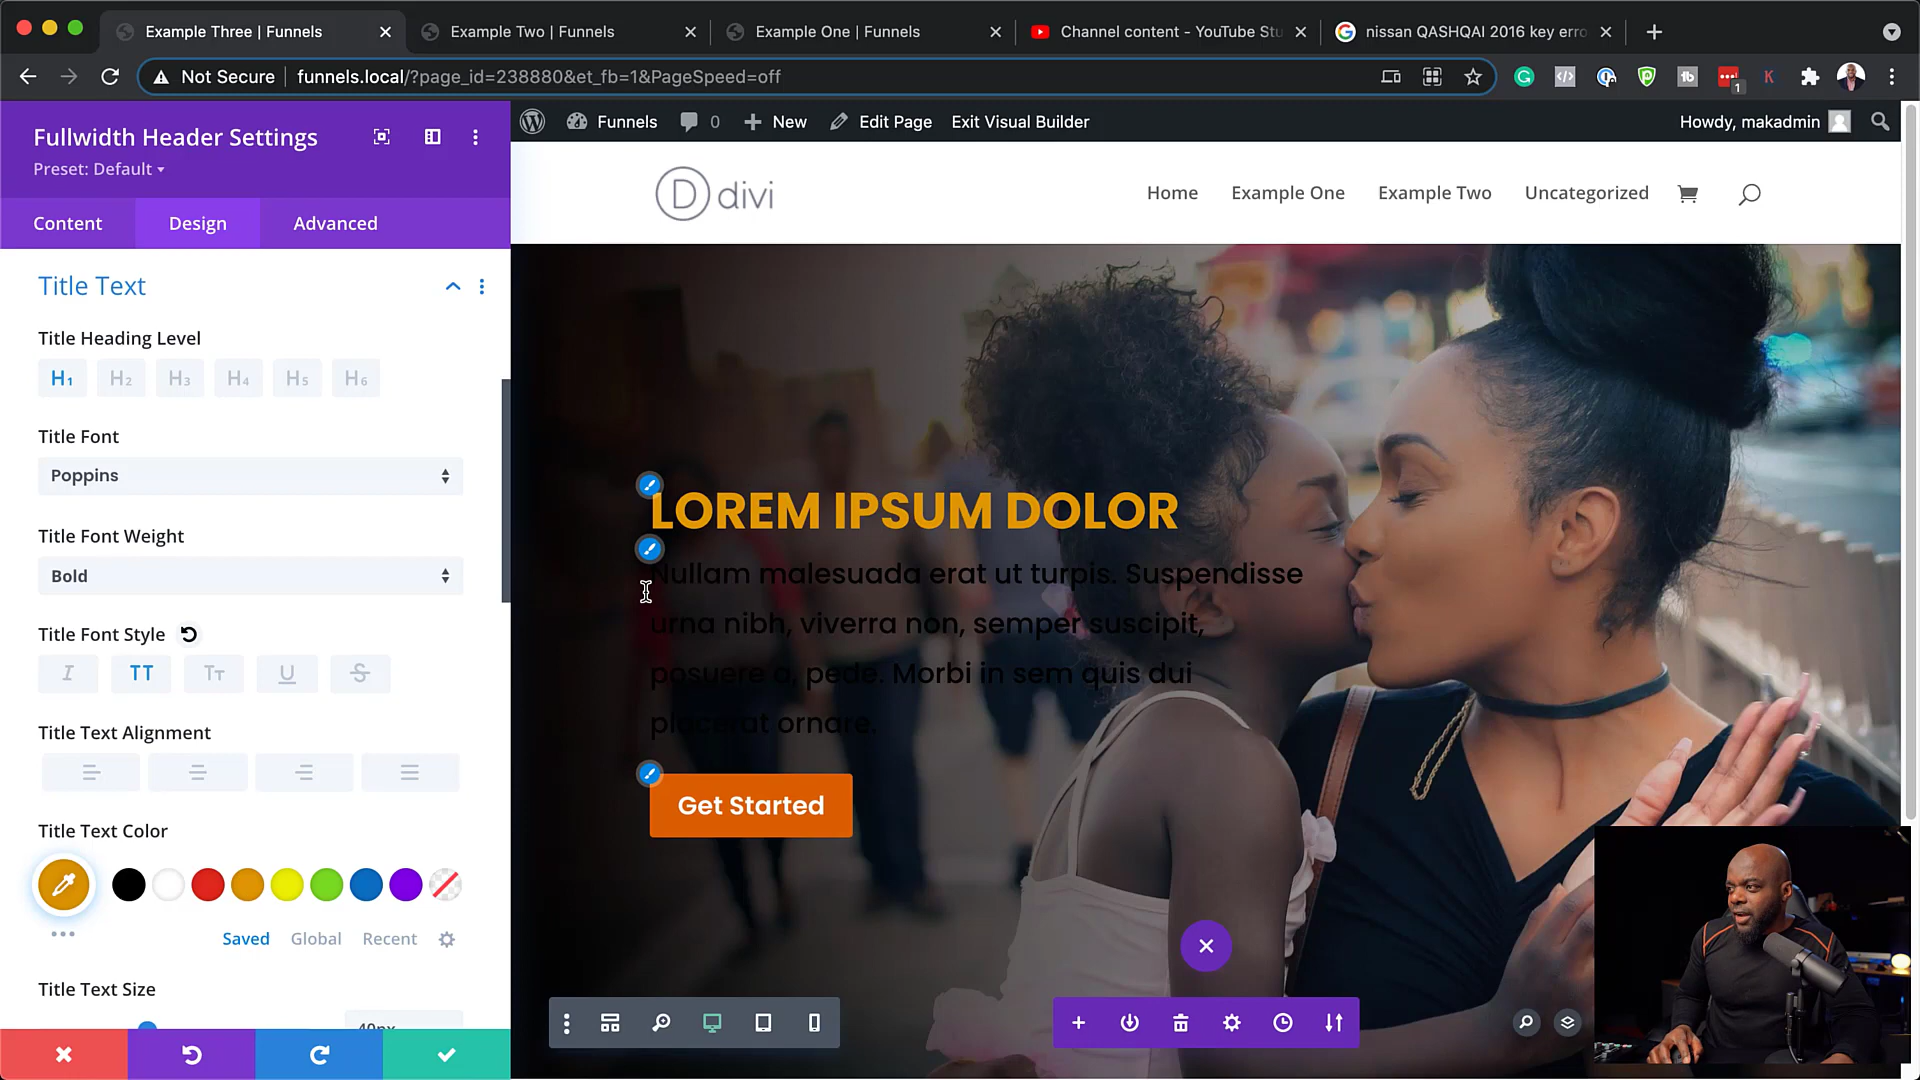 Example Three | Funnels
Example Two | Funnels
Example One | Funnels
Channel content - YouTube Stu
nissan QASHQAI 2016 key erro
Not Secure
funnels.local/?page_id=238880&et_fb=1&PageSpeed=off
1
Fullwidth Header Settings
Preset: Default
Content
Design
Advanced
Funnels
0
New
Edit Page
Exit Visual Builder
Howdy, makadmin
D divi
Home
Example One
Example Two
Uncategorized
Title Text
Title Heading Level
H1 H2 H3 H4 H5 H6
Title Font
Poppins
Title Font Weight
Bold
Title Font Style
I TT TT U S
Title Text Alignment
Title Text Color
Saved
Global
Recent
Title Text Size
40px
LOREM IPSUM DOLOR
Nullam malesuada erat ut turpis. Suspendisse
urna nibh, viverra non, semper suscipit,
posuere a, pede. Morbi in sem quis dui
placerat ornare.
Get Started